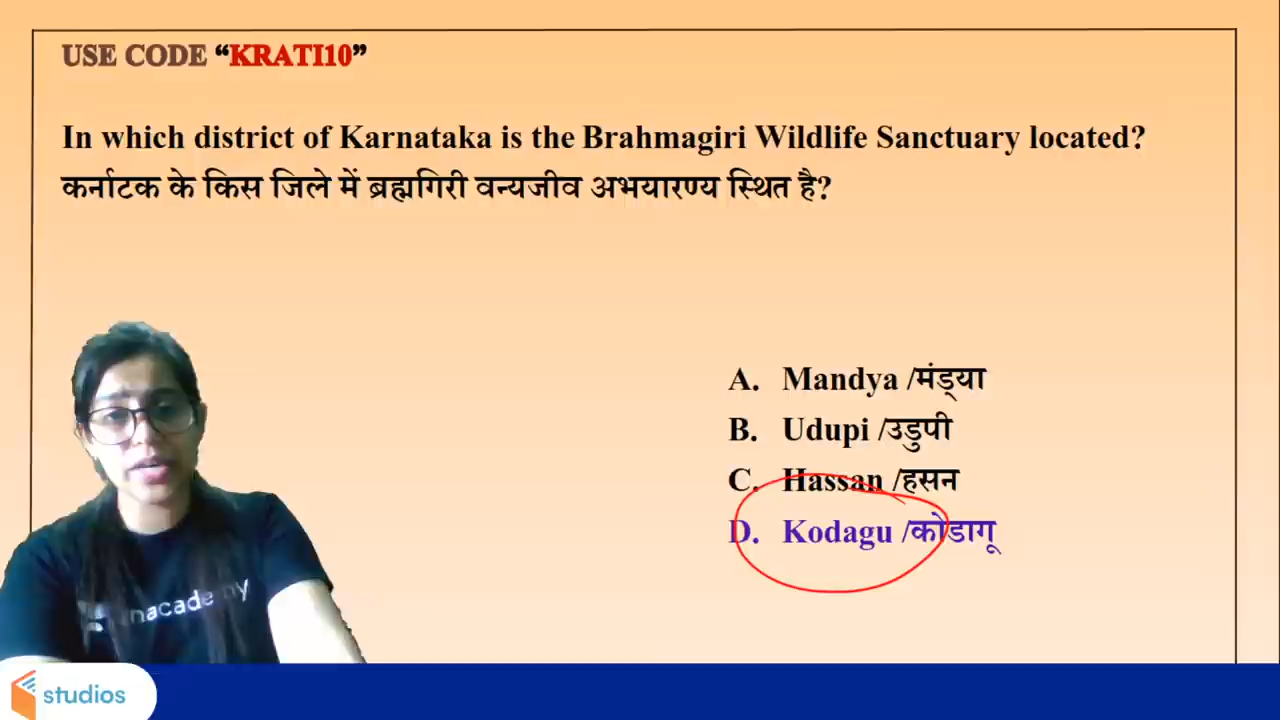 USE CODE “KRATI10”
In which district of Karnataka is the Brahmagiri Wildlife Sanctuary located?
कर्नाटक के किस जिले में ब्रह्मगिरी वन्यजीव अभयारण्य स्थित है?
A. Mandya /मंड्या
B. Udupi /उडुपी
C. Hassan /हसन
D. Kodagu /कोडागू
unacademy
studios